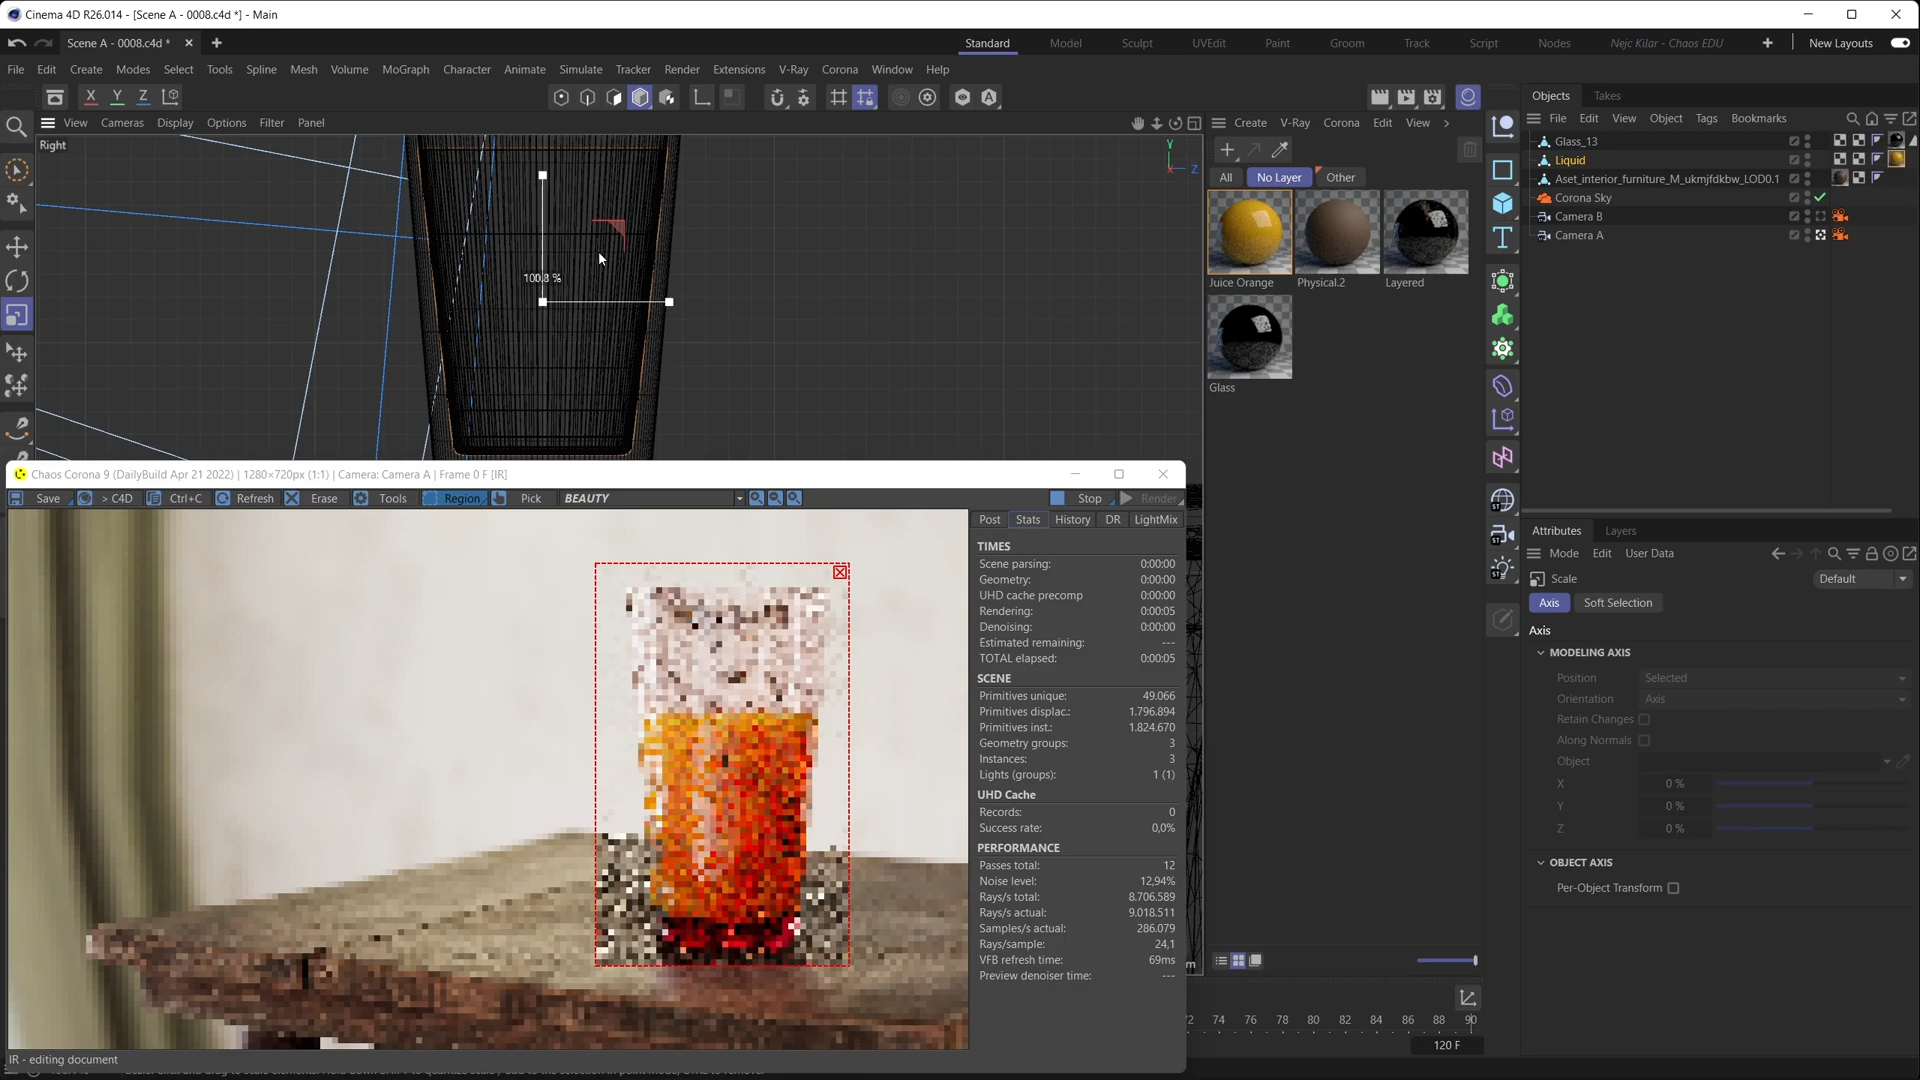 Cinema 4D R26.014 - [Scene A - 0008.c4d *] - Main
Scene A - 0008.c4d *
Standard Model Sculpt UVEdit Paint Groom Track Script Nodes Nejc Kilar - Chaos EDU New Layouts
File Edit Create Modes Select Tools Spline Mesh Volume MoGraph Character Animate Simulate Tracker Render Extensions V-Ray Corona Window Help
X Y Z
View Cameras Display Options Filter Panel
Right
Y
Z
100.8 %
Create V-Ray Corona Edit View
All No Layer Other
Juice Orange Physical.2 Layered
Glass
Objects Takes
File Edit View Object Tags Bookmarks
Glass_13
Liquid
Aset_interior_furniture_M_ukmjfdkbw_LOD0.1
Corona Sky
Camera B
Camera A
Attributes Layers
Mode Edit User Data
Scale Default
Axis Soft Selection
Axis
MODELING AXIS
Position Selected
Orientation Axis
Retain Changes
Along Normals
Object
X 0 %
Y 0 %
Z 0 %
OBJECT AXIS
Per-Object Transform
Chaos Corona 9 (DailyBuild Apr 21 2022) | 1280×720px (1:1) | Camera: Camera A | Frame 0 F [IR]
Save > C4D Ctrl+C Refresh Erase Tools Region Pick BEAUTY Stop Render
Post Stats History DR LightMix
TIMES
Scene parsing: 0:00:00
Geometry: 0:00:00
UHD cache precomp 0:00:00
Rendering: 0:00:05
Denoising: 0:00:00
Estimated remaining: ---
TOTAL elapsed: 0:00:05
SCENE
Primitives unique: 49.066
Primitives displac.: 1.796.894
Primitives inst.: 1.824.670
Geometry groups: 3
Instances: 3
Lights (groups): 1 (1)
UHD Cache
Records: 0
Success rate: 0,0%
PERFORMANCE
Passes total: 12
Noise level: 12,94%
Rays/s total: 8.706.589
Rays/s actual: 9.018.511
Samples/s actual: 286.079
Rays/sample: 24,1
VFB refresh time: 69ms
Preview denoiser time: ---
74 76 78 80 82 84 86 88 90
120 F
IR - editing document